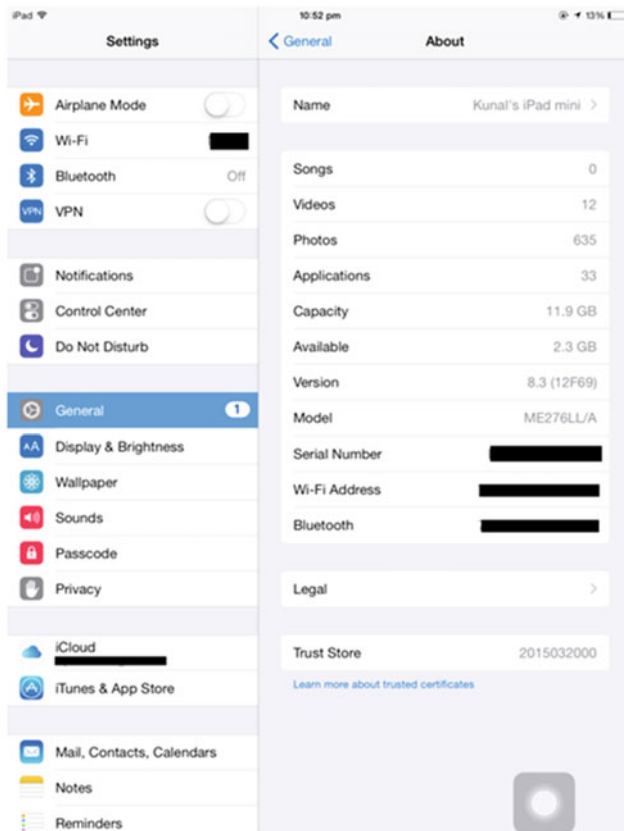 iPad 10:52 pm 13%
Settings
General About
Airplane Mode
Wi-Fi
Bluetooth Off
VPN VPN
Notifications
Control Center
Do Not Disturb
General 1
AA Display & Brightness
Wallpaper
Sounds
Passcode
Privacy
iCloud
iTunes & App Store
Mail, Contacts, Calendars
Notes
Reminders
Name Kunal's iPad mini
Songs 0
Videos 12
Photos 635
Applications 33
Capacity 11.9 GB
Available 2.3 GB
Version 8.3 (12F69)
Model ME276LL/A
Serial Number
Wi-Fi Address
Bluetooth
Legal
Trust Store 2015032000
Learn more about trusted certificates